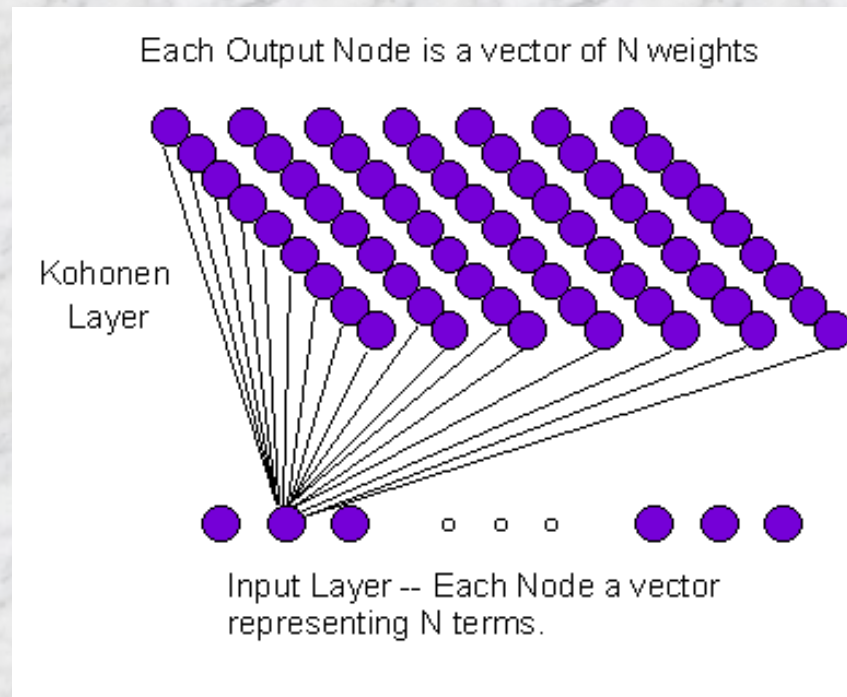 Each Output Node is a vector of N weights
Kohonen
Layer
Input Layer -- Each Node a vector
representing N terms.